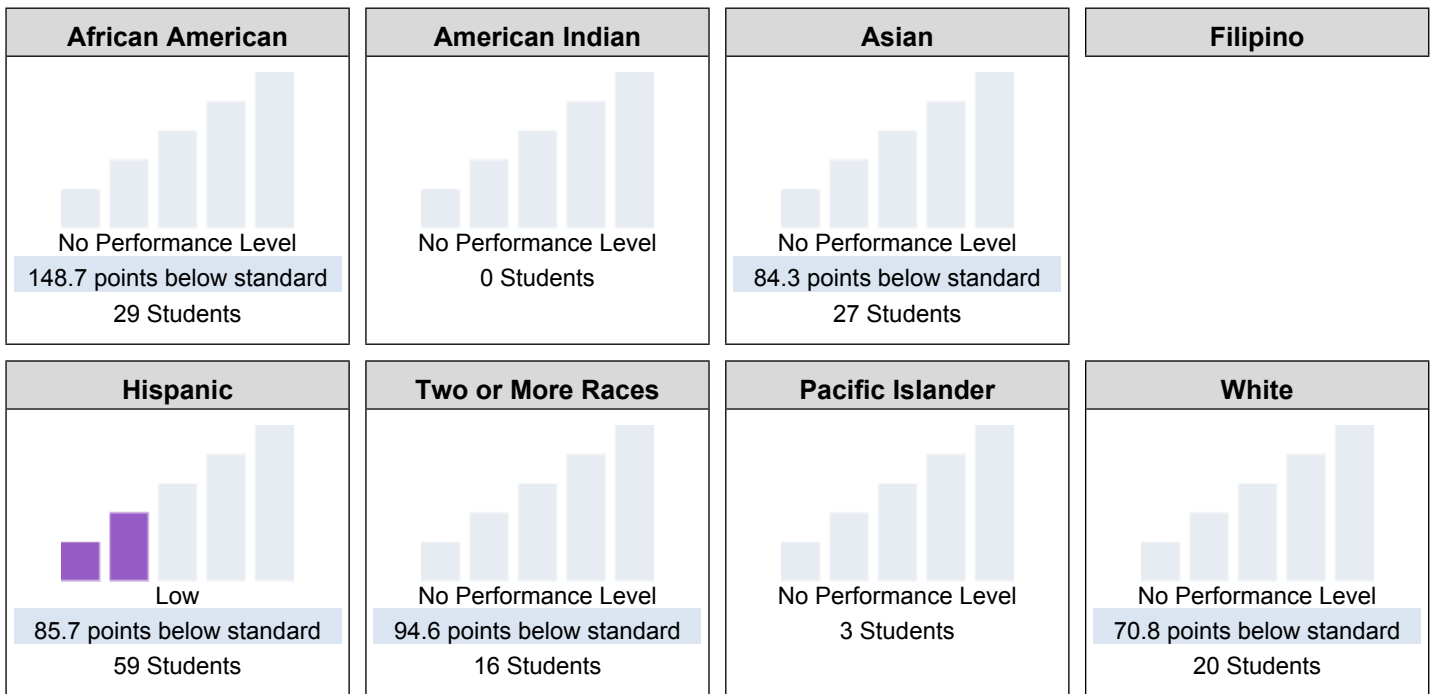 African American
No Performance Level
148.7 points below standard
29 Students
American Indian
No Performance Level
0 Students
Asian
No Performance Level
84.3 points below standard
27 Students
Filipino
Hispanic
Low
85.7 points below standard
59 Students
Two or More Races
No Performance Level
94.6 points below standard
16 Students
Pacific Islander
No Performance Level
3 Students
White
No Performance Level
70.8 points below standard
20 Students